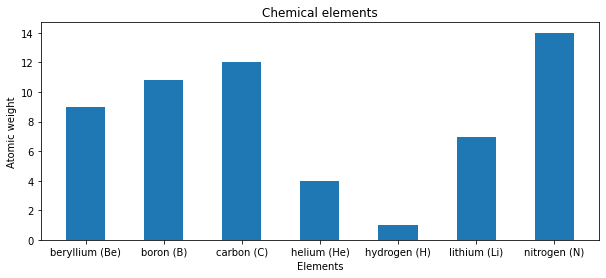 Chemical elements
Atomic weight
14
12
10
8
6
4
2
0
beryllium (Be) boron (B) carbon (C) helium (He) hydrogen (H) lithium (Li) nitrogen (N)
Elements